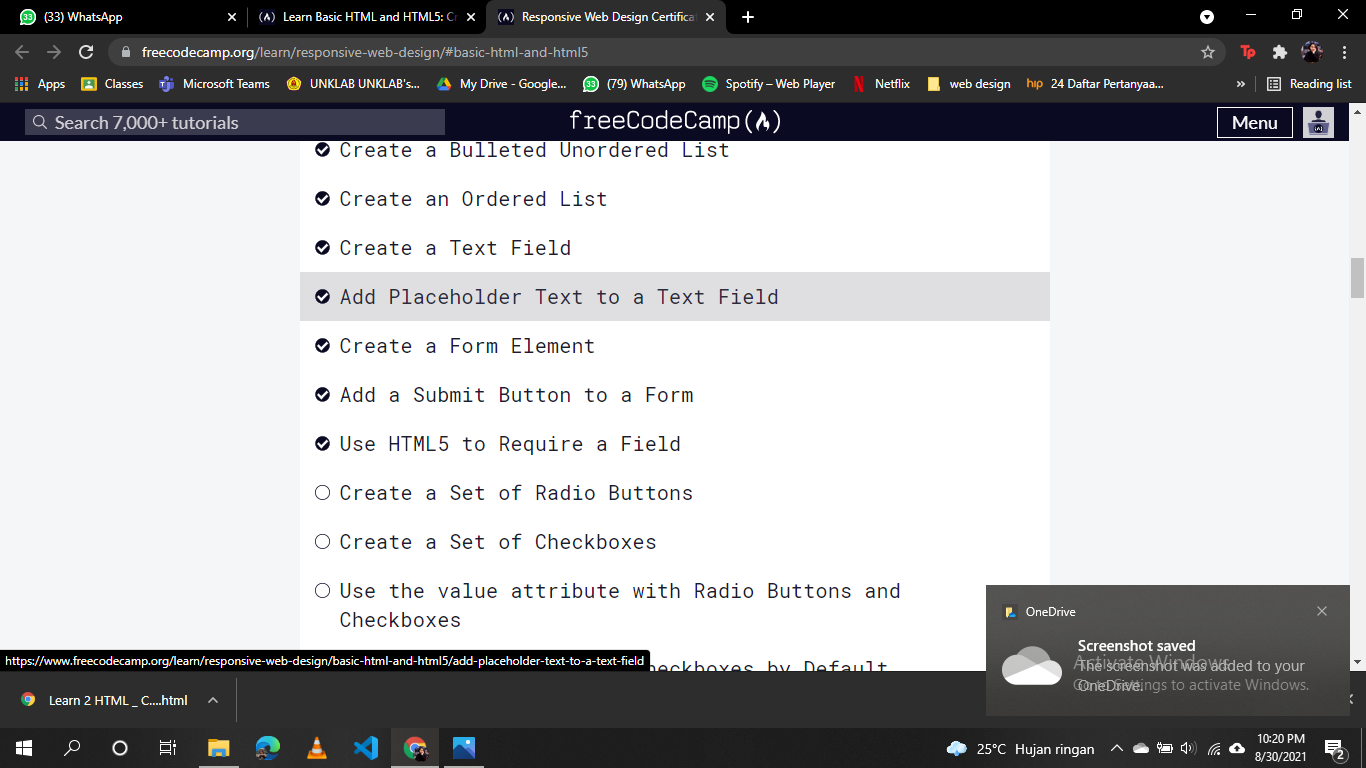 (33) WhatsApp
Learn Basic HTML and HTML5: Cr
Responsive Web Design Certificat
freecodecamp.org/learn/responsive-web-design/#basic-html-and-html5
Apps
Classes
Microsoft Teams
UNKLAB UNKLAB's...
My Drive - Google...
(79) WhatsApp
Spotify – Web Player
Netflix
web design
hip 24 Daftar Pertanyaa...
Reading list
Search 7,000+ tutorials
freeCodeCamp
Menu
Create a Bulleted Unordered List
Create an Ordered List
Create a Text Field
Add Placeholder Text to a Text Field
Create a Form Element
Add a Submit Button to a Form
Use HTML5 to Require a Field
Create a Set of Radio Buttons
Create a Set of Checkboxes
Use the value attribute with Radio Buttons and
Checkboxes
heckboxes by Default
https://www.freecodecamp.org/learn/responsive-web-design/basic-html-and-html5/add-placeholder-text-to-a-text-field
OneDrive
Screenshot saved
The screenshot was added to your
OneDrive.
Activate Windows
Go to Settings to activate Windows.
Learn 2 HTML _ C....html
25°C Hujan ringan
10:20 PM
8/30/2021
2